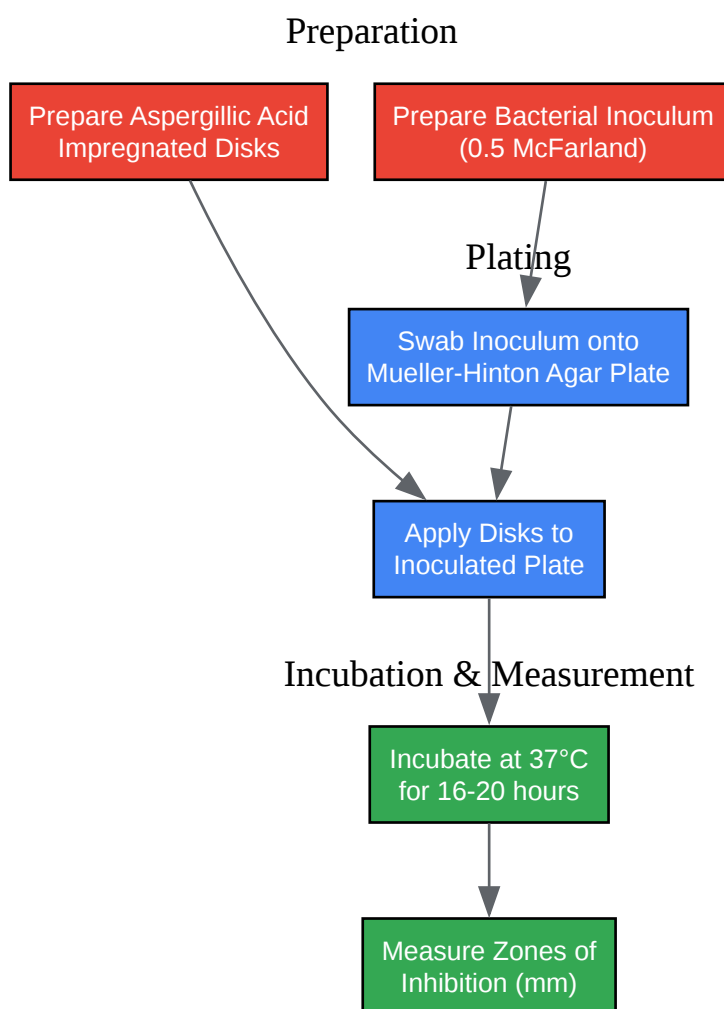 Preparation
Prepare Aspergillic Acid
Impregnated Disks
Prepare Bacterial Inoculum
(0.5 McFarland)
Plating
Swab Inoculum onto
Mueller-Hinton Agar Plate
Apply Disks to
Inoculated Plate
Incubation & Measurement
Incubate at 37°C
for 16-20 hours
Measure Zones of
Inhibition (mm)